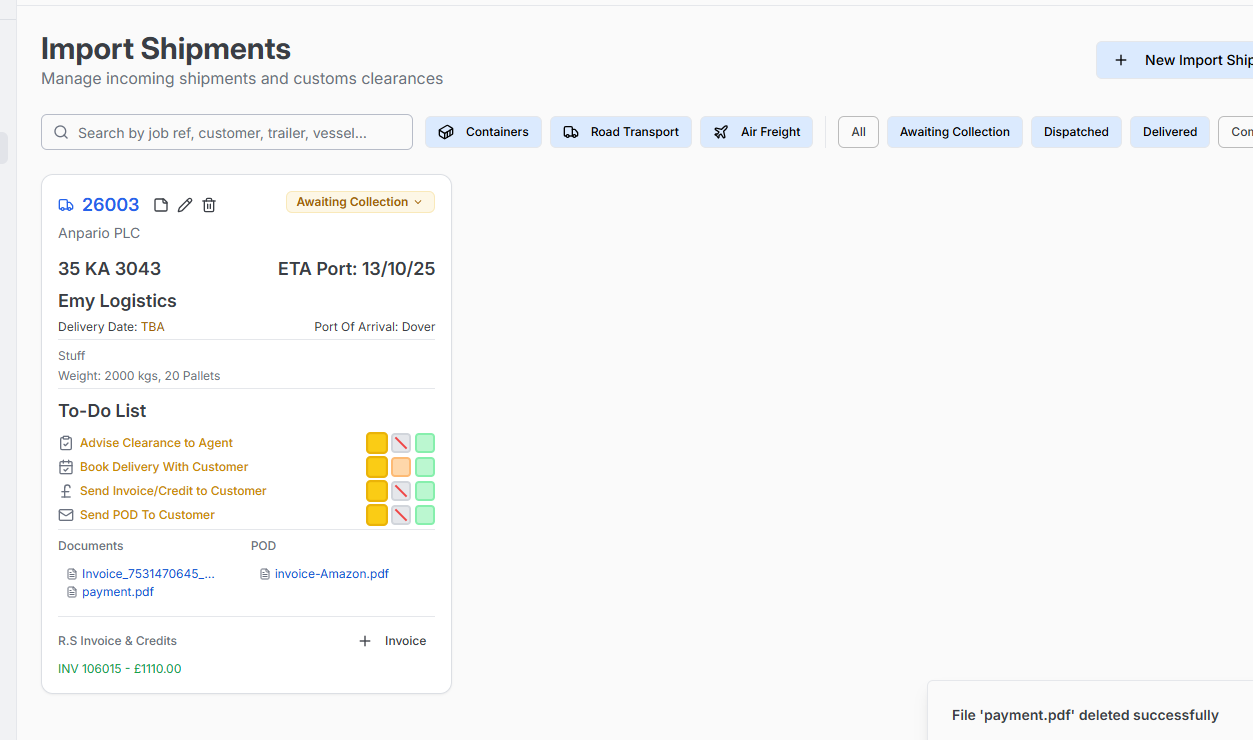 Import Shipments
Manage incoming shipments and customs clearances
+ New Import Ship
Search by job ref, customer, trailer, vessel...
Containers
Road Transport
Air Freight
All
Awaiting Collection
Dispatched
Delivered
Com
26003
Awaiting Collection
Anpario PLC
35 KA 3043
ETA Port: 13/10/25
Emy Logistics
Delivery Date: TBA
Port Of Arrival: Dover
Stuff
Weight: 2000 kgs, 20 Pallets
To-Do List
Advise Clearance to Agent
Book Delivery With Customer
£ Send Invoice/Credit to Customer
Send POD To Customer
Documents
POD
Invoice_7531470645_...
invoice-Amazon.pdf
payment.pdf
R.S Invoice & Credits
+ Invoice
INV 106015 - £1110.00
File 'payment.pdf' deleted successfully